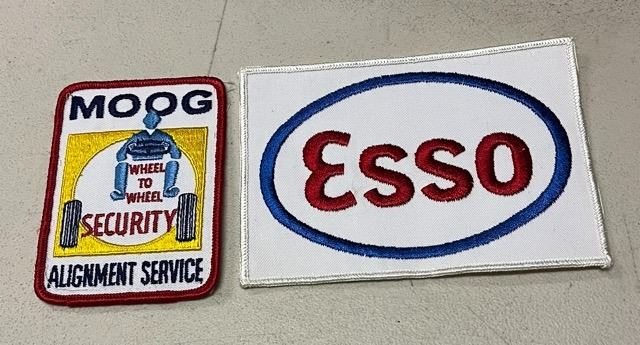 MOOG
WHEEL
TO
WHEEL
SECURITY
ALIGNMENT SERVICE
Esso